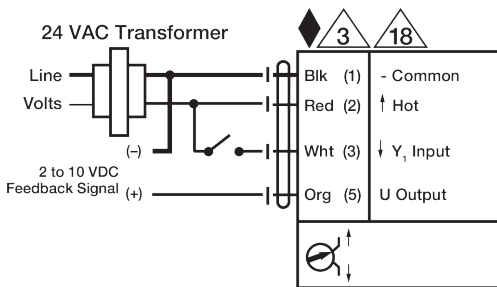 24 VAC Transformer
3
18
Line
Volts
Blk (1) - Common
Red (2) ↑ Hot
(–)
Wht (3) ↓ Y₁ Input
2 to 10 VDC
Feedback Signal (+)
Org (5) U Output